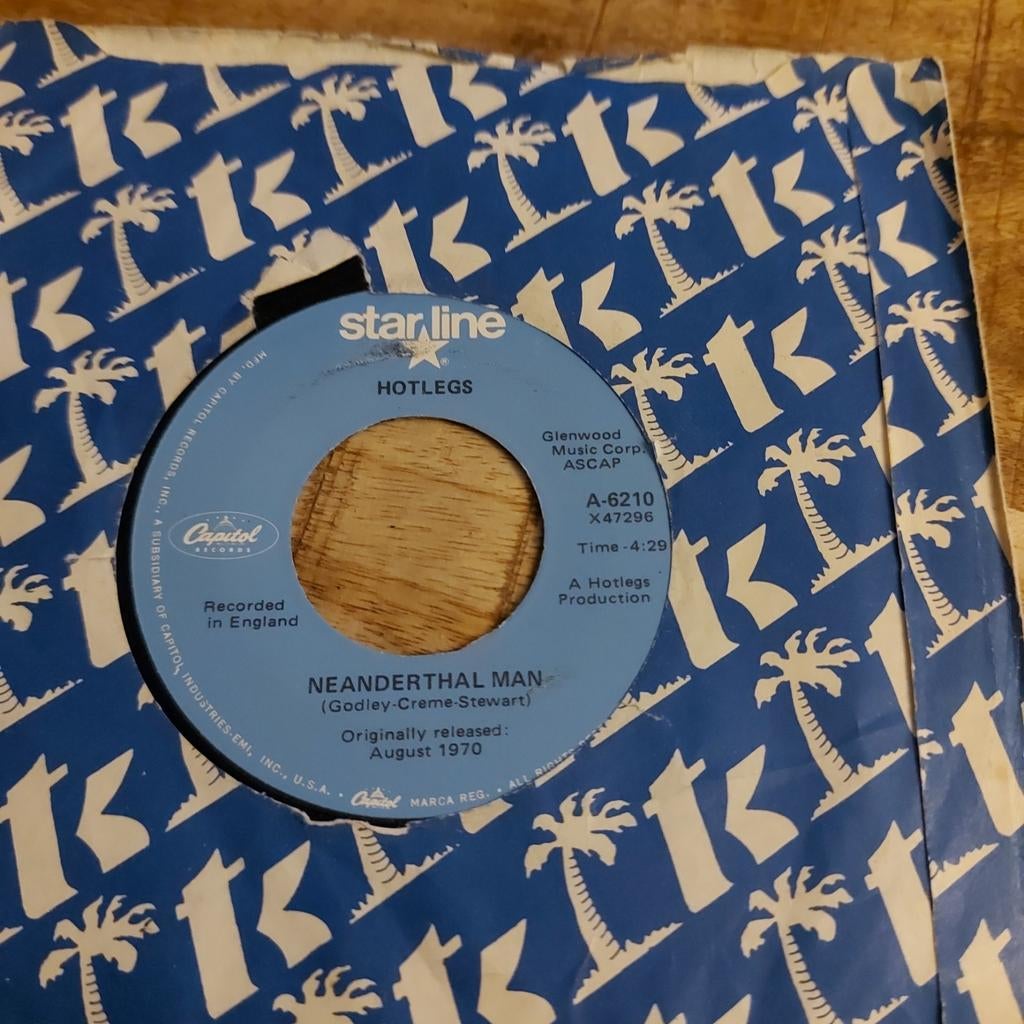 starline
®
HOTLEGS
Glenwood
Music Corp.
ASCAP
A-6210
X47296
Time - 4:29
A Hotlegs
Production
Capitol
RECORDS
Recorded
in England
NEANDERTHAL MAN
(Godley-Creme-Stewart)
Originally released:
August 1970
MFD. BY CAPITOL RECORDS, INC., A SUBSIDIARY OF CAPITOL INDUSTRIES-EMI, INC., U.S.A. • Capitol MARCA REG. • ALL